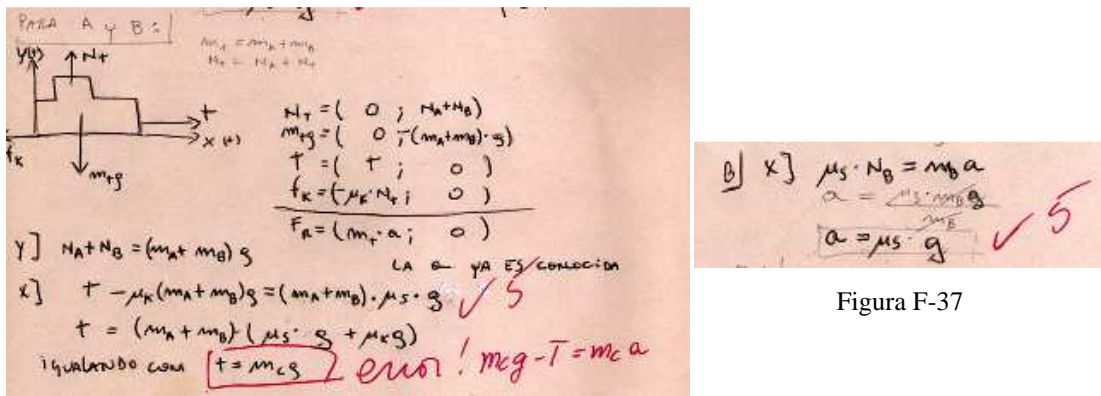 PARA A y B:
m_t = m_A + m_B
N_t = N_A + N_t
y(+)
N_t
t
x (+)
f_k
m_t g
N_T = ( 0 ; N_A+N_B)
m_t g = ( 0 ; -(m_A+m_B)·g)
T = ( T ; 0 )
f_k = (-μ_k·N_t ; 0 )
F_R = (m_t·a ; 0 )
y] N_A+N_B = (m_A+m_B) g
LA a YA ES CONOCIDA
x] T - μ_k(m_A+m_B)g = (m_A+m_B)·μ_s·g ✓ 5
t = (m_A+m_B)·(μ_s·g + μ_k g)
IGUALANDO CON t = m_c g error! m_c g - T = m_c a
B] x] μ_s·N_B = m_B a
a = μ_s·m_B g
m_B
a = μ_s·g ✓ 5
Figura F-37